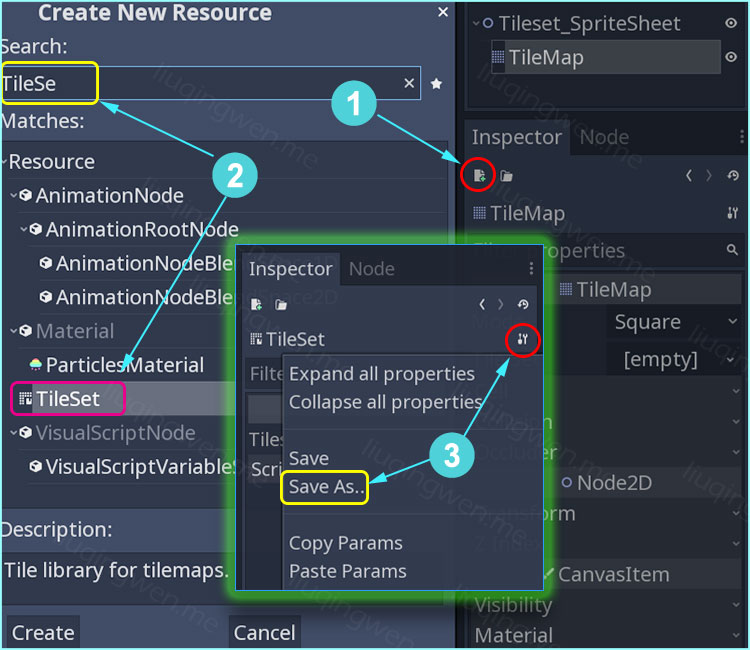 Create New Resource
Search:
TileSe
Matches:
Resource
AnimationNode
AnimationRootNode
AnimationNodeBle
AnimationNodeBle
Material
ParticlesMaterial
TileSet
VisualScriptNode
VisualScriptVariableS
Description:
Tile library for tilemaps.
Create
Cancel
1
2
3
Inspector
Node
TileSet
Filte
Expand all properties
Collapse all properties
Tiles
Scri
Save
Save As..
Copy Params
Paste Params
Tileset_SpriteSheet
TileMap
Inspector
Node
TileMap
Filter properties
TileMap
Square
[empty]
Node2D
Z Index
CanvasItem
Visibility
Material
liuqingwen.me